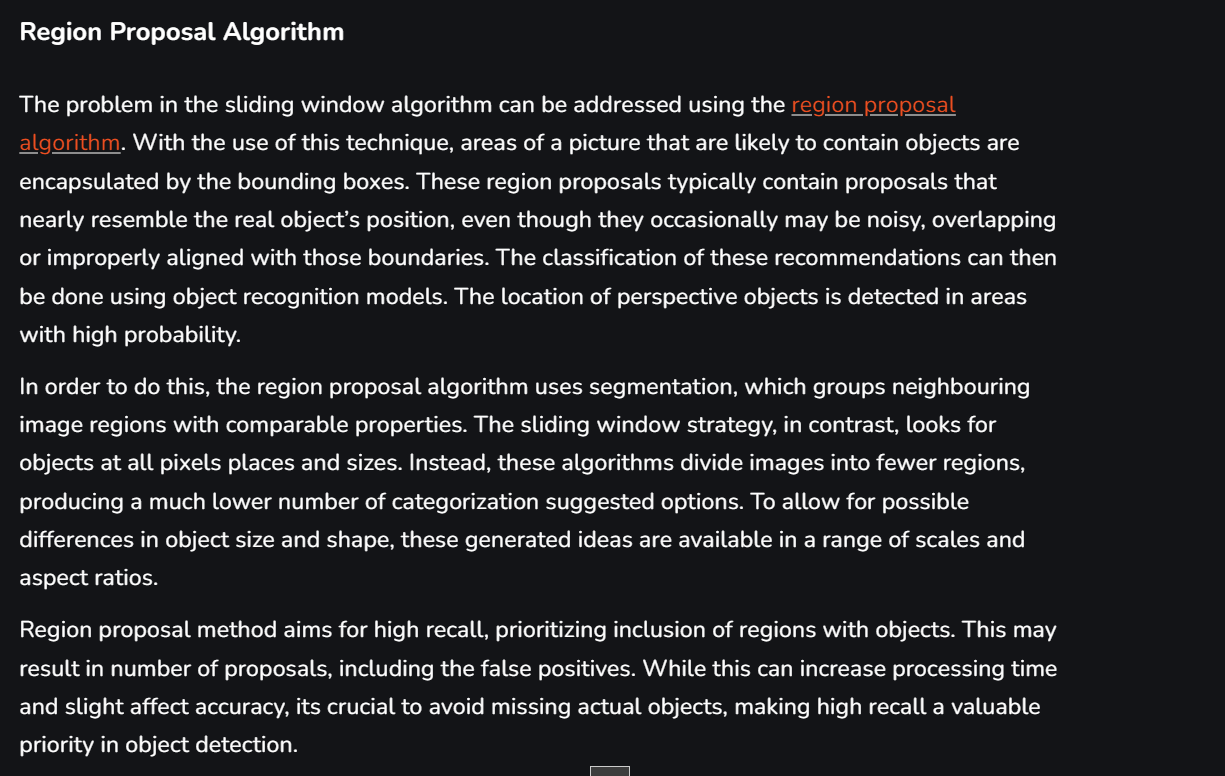 Region Proposal Algorithm
The problem in the sliding window algorithm can be addressed using the region proposal
algorithm. With the use of this technique, areas of a picture that are likely to contain objects are
encapsulated by the bounding boxes. These region proposals typically contain proposals that
nearly resemble the real object’s position, even though they occasionally may be noisy, overlapping
or improperly aligned with those boundaries. The classification of these recommendations can then
be done using object recognition models. The location of perspective objects is detected in areas
with high probability.
In order to do this, the region proposal algorithm uses segmentation, which groups neighbouring
image regions with comparable properties. The sliding window strategy, in contrast, looks for
objects at all pixels places and sizes. Instead, these algorithms divide images into fewer regions,
producing a much lower number of categorization suggested options. To allow for possible
differences in object size and shape, these generated ideas are available in a range of scales and
aspect ratios.
Region proposal method aims for high recall, prioritizing inclusion of regions with objects. This may
result in number of proposals, including the false positives. While this can increase processing time
and slight affect accuracy, its crucial to avoid missing actual objects, making high recall a valuable
priority in object detection.